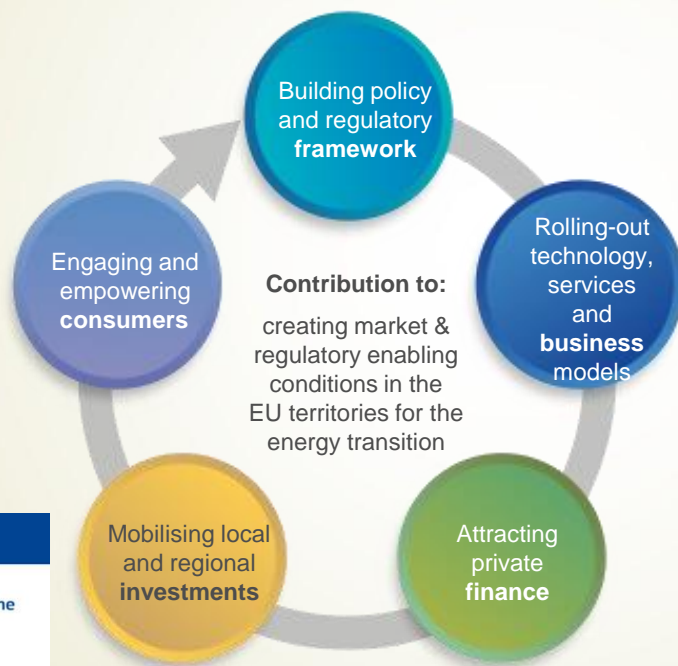 Building policy
and regulatory
framework
Rolling-out
technology,
services
and
business
models
Engaging and
empowering
consumers
Contribution to:
creating market &
regulatory enabling
conditions in the
EU territories for the
energy transition
Mobilising local
and regional
investments
Attracting
private
finance